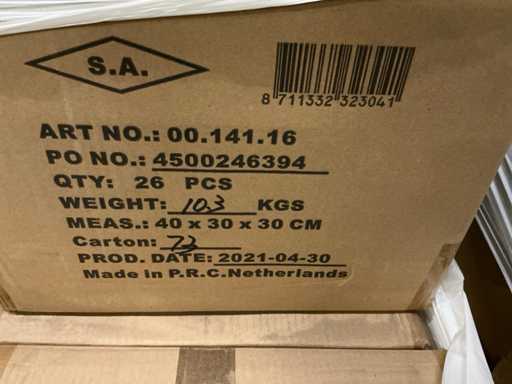 S.A.
8 711332 323041
ART NO.: 00.141.16
PO NO.: 4500246394
QTY: 26 PCS
WEIGHT: 10.3 KGS
MEAS.: 40 x 30 x 30 CM
Carton: 73
PROD. DATE: 2021-04-30
Made in P.R.C.Netherlands